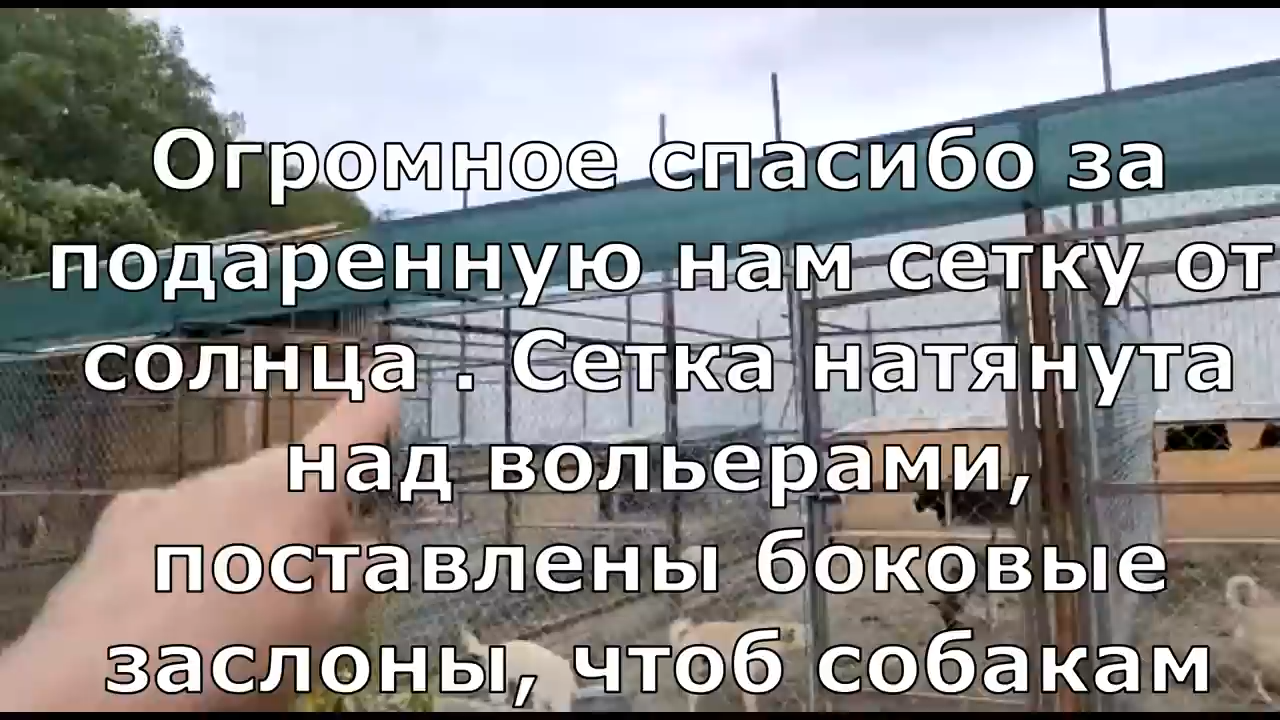 Огромное спасибо за
подаренную нам сетку от
солнца . Сетка натянута
над вольерами,
поставлены боковые
заслоны, чтоб собакам